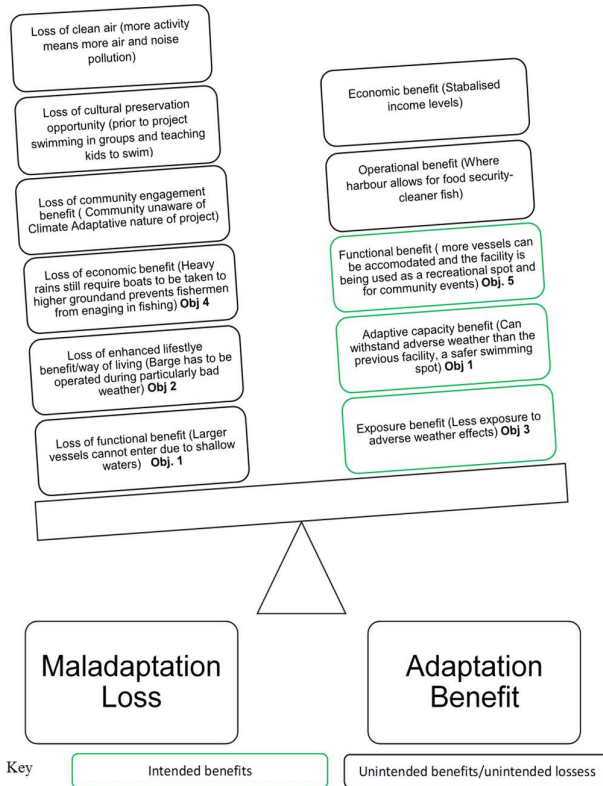 Loss of clean air (more activity
means more air and noise
pollution)
Loss of cultural preservation
opportunity (prior to project
swimming in groups and teaching
kids to swim)
Loss of community engagement
benefit ( Community unaware of
Climate Adaptative nature of project)
Loss of economic benefit (Heavy
rains still require boats to be taken to
higher groundand prevents fishermen
from enaging in fishing) Obj 4
Loss of enhanced lifestlye
benefit/way of living (Barge has to be
operated during particularly bad
weather) Obj 2
Loss of functional benefit (Larger
vessels cannot enter due to shallow
waters) Obj. 1
Economic benefit (Stabalised
income levels)
Operational benefit (Where
harbour allows for food security-
cleaner fish)
Functional benefit ( more vessels can
be accomodated and the facility is
being used as a recreational spot and
for community events) Obj. 5
Adaptive capacity benefit (Can
withstand adverse weather than the
previous facility, a safer swimming
spot) Obj 1
Exposure benefit (Less exposure to
adverse weather effects) Obj 3
Maladaptation
Loss
Adaptation
Benefit
Key
Intended benefits
Unintended benefits/unintended lossess